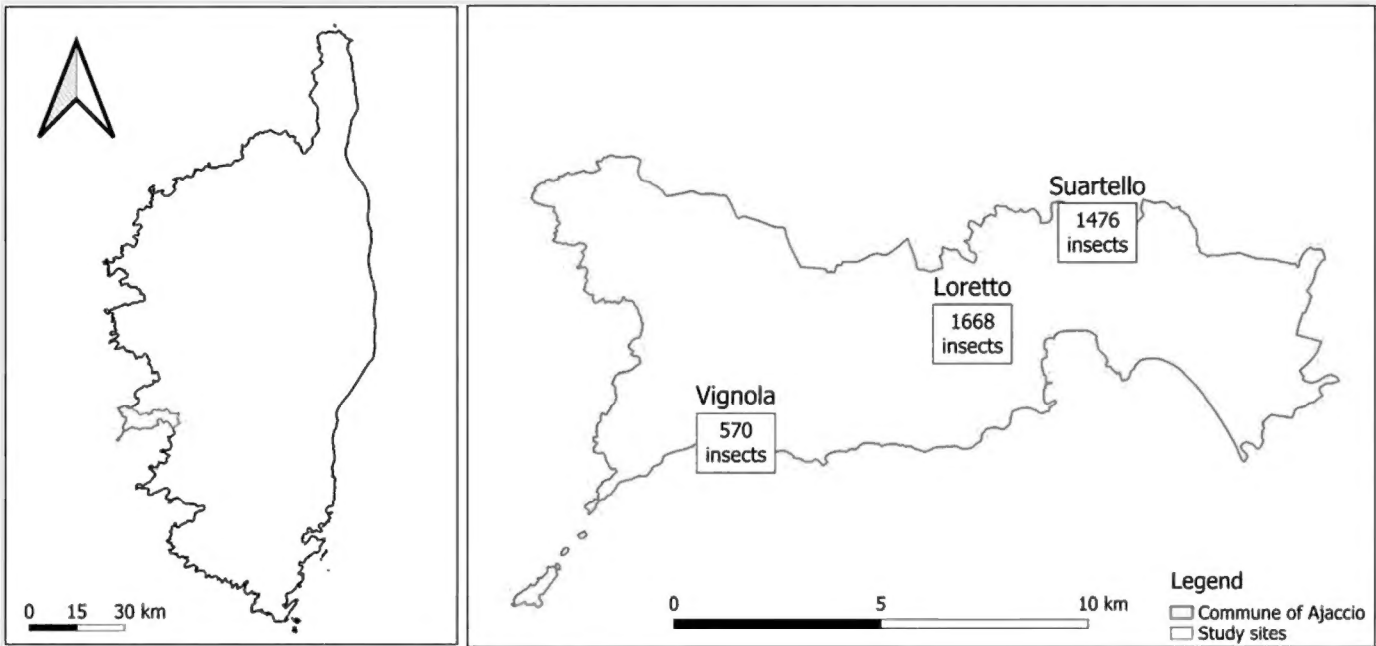 0 15 30 km
Suartello
1476
insects
Loretto
1668
insects
Vignola
570
insects
0 5 10 km
Legend
Commune of Ajaccio
Study sites